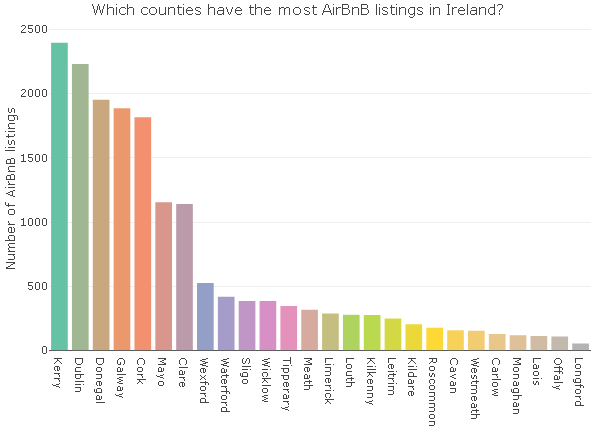 Which counties have the most AirBnB listings in Ireland?
Number of AirBnB listings
2500
2000
1500
1000
500
0
Kerry
Dublin
Donegal
Galway
Cork
Mayo
Clare
Wexford
Waterford
Sligo
Wicklow
Tipperary
Meath
Limerick
Louth
Kilkenny
Leitrim
Kildare
Roscommon
Cavan
Westmeath
Carlow
Monaghan
Laois
Offaly
Longford